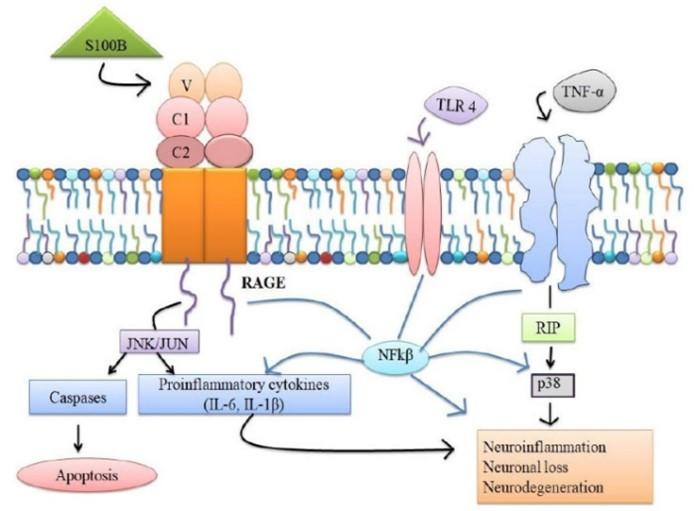 S100B
V
C1
C2
TLR 4
TNF-α
RAGE
JNK/JUN
NFkβ
RIP
p38
Caspases
Proinflammatory cytokines
(IL-6, IL-1β)
Apoptosis
Neuroinflammation
Neuronal loss
Neurodegeneration